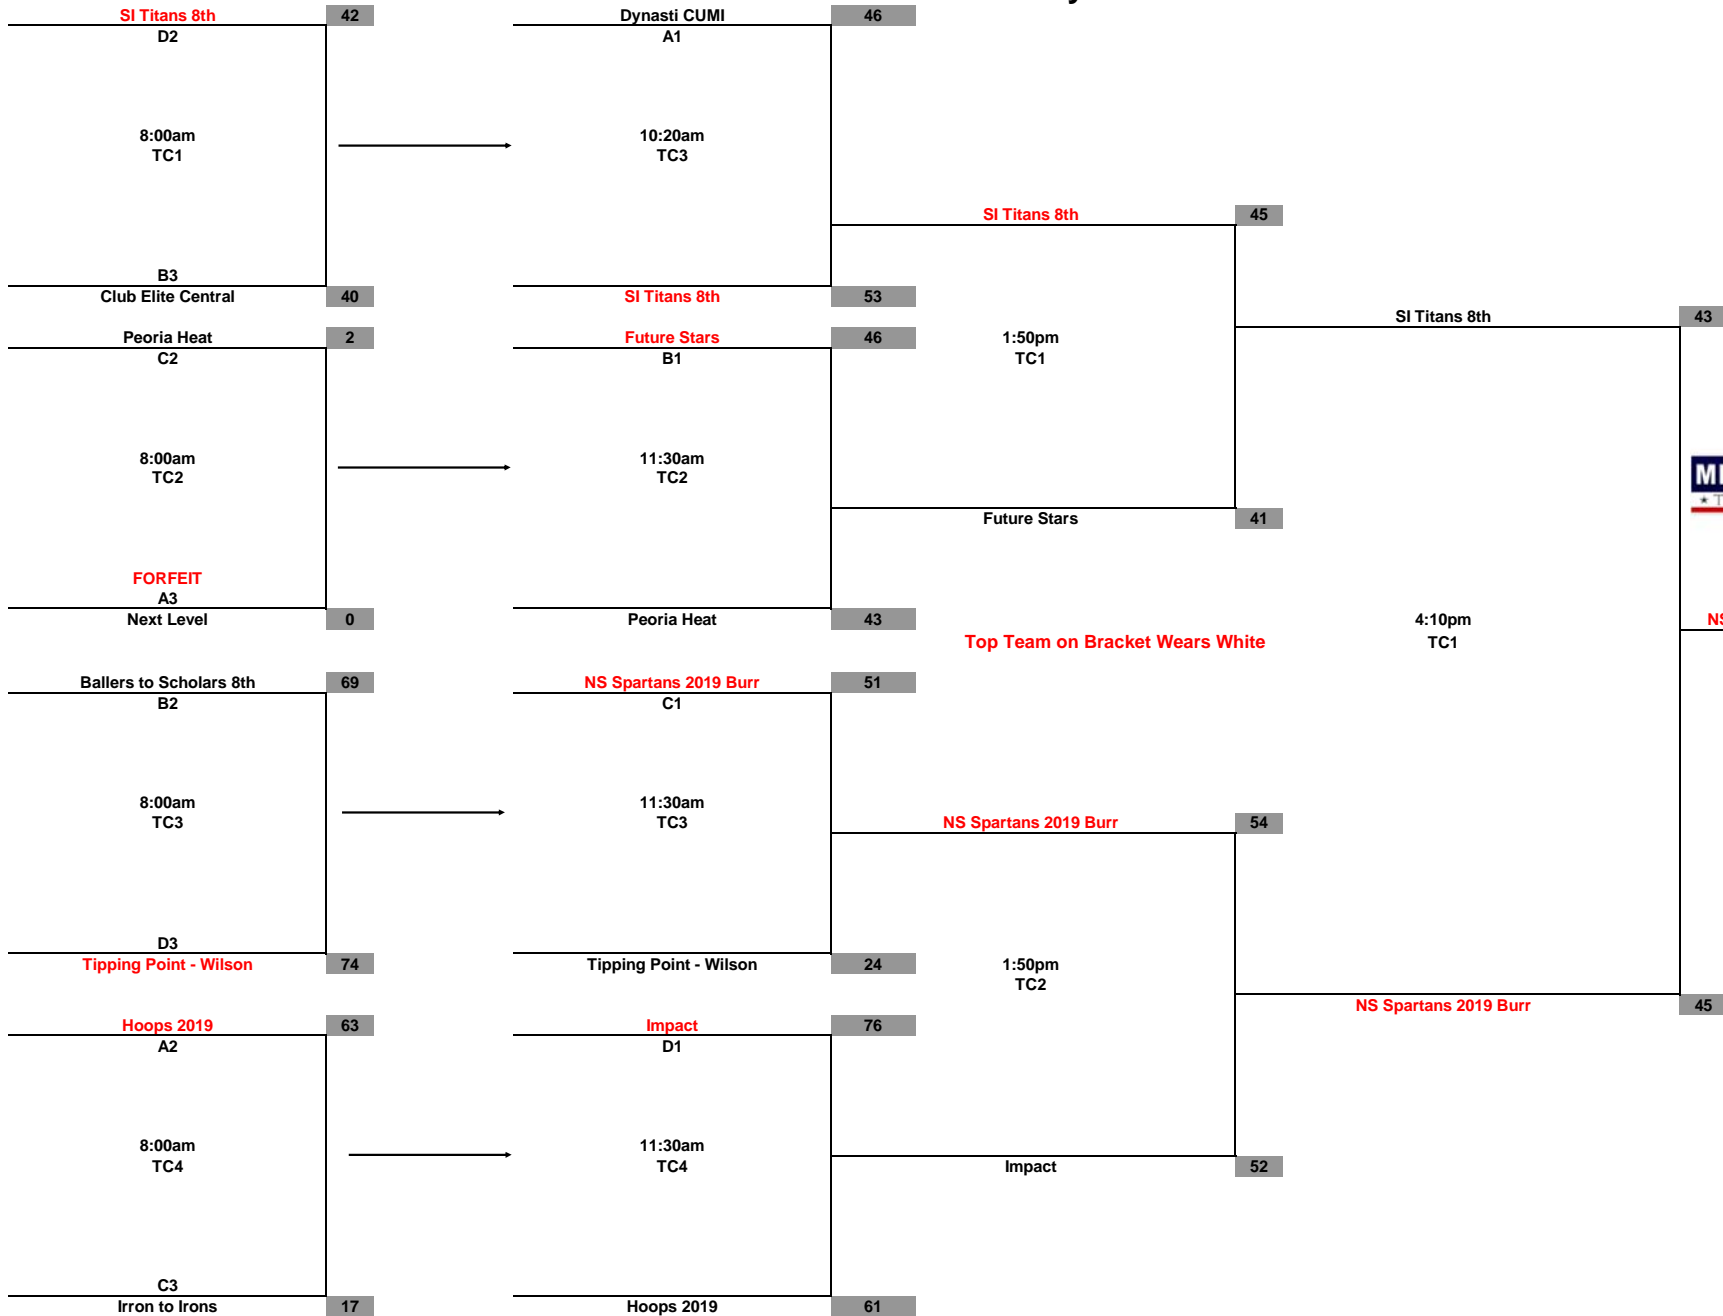 SI Titans 8th 42
D2
8:00am
TC1
B3
Club Elite Central 40
Peoria Heat 2
C2
8:00am
TC2
FORFEIT
A3
Next Level 0
Ballers to Scholars 8th 69
B2
8:00am
TC3
D3
Tipping Point - Wilson 74
Hoops 2019 63
A2
8:00am
TC4
C3
Irron to Irons 17
Dynasti CUMI 46
A1
10:20am
TC3
SI Titans 8th 53
Future Stars 46
B1
11:30am
TC2
Peoria Heat 43
NS Spartans 2019 Burr 51
C1
11:30am
TC3
Tipping Point - Wilson 24
Impact 76
D1
11:30am
TC4
Hoops 2019 61
SI Titans 8th 45
1:50pm
TC1
Future Stars 41
Top Team on Bracket Wears White
NS Spartans 2019 Burr 54
1:50pm
TC2
Impact 52
SI Titans 8th 43
4:10pm
TC1
NS Spartans 2019 Burr 45